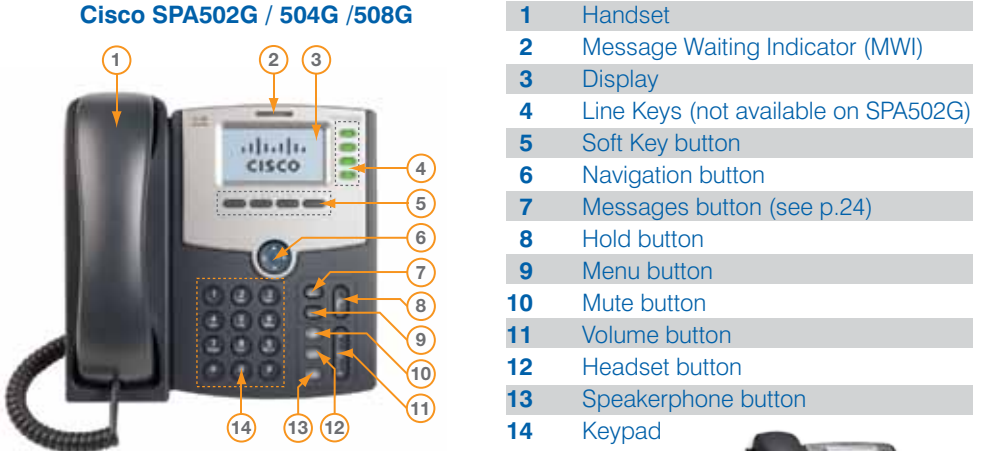 Cisco SPA502G / 504G /508G
1
2
3
CISCO
4
5
6
7
8
9
10
11
12
13
14
1 Handset
2 Message Waiting Indicator (MWI)
3 Display
4 Line Keys (not available on SPA502G)
5 Soft Key button
6 Navigation button
7 Messages button (see p.24)
8 Hold button
9 Menu button
10 Mute button
11 Volume button
12 Headset button
13 Speakerphone button
14 Keypad